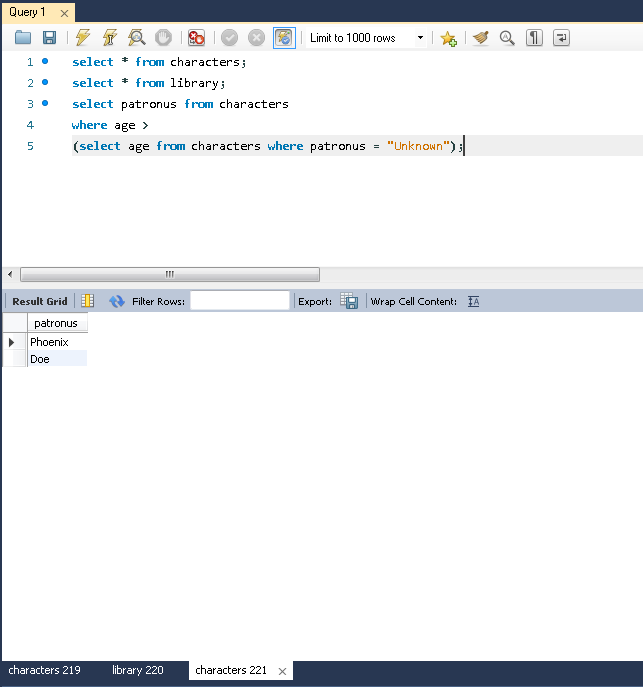 Query 1
Limit to 1000 rows
1 select * from characters;
2 select * from library;
3 select patronus from characters
4 where age >
5 (select age from characters where patronus = "Unknown");
Result Grid Filter Rows: Export: Wrap Cell Content:
patronus
Phoenix
Doe
characters 219 library 220 characters 221